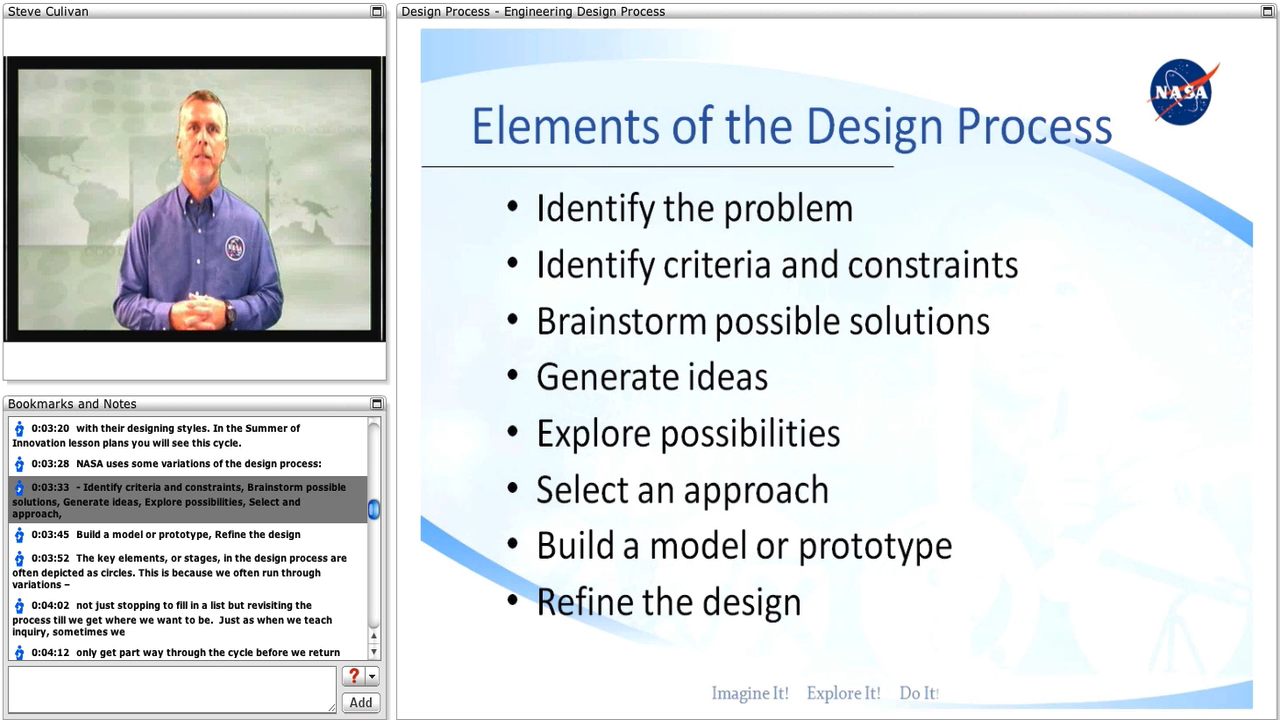 Steve Culivan
Design Process - Engineering Design Process
NASA
Elements of the Design Process
• Identify the problem
• Identify criteria and constraints
• Brainstorm possible solutions
• Generate ideas
• Explore possibilities
• Select an approach
• Build a model or prototype
• Refine the design
Imagine It! Explore It! Do It!
Bookmarks and Notes
0:03:20 with their designing styles. In the Summer of
Innovation lesson plans you will see this cycle.
0:03:28 NASA uses some variations of the design process:
0:03:33 - Identify criteria and constraints, Brainstorm possible
solutions, Generate ideas, Explore possibilities, Select and
approach,
0:03:45 Build a model or prototype, Refine the design
0:03:52 The key elements, or stages, in the design process are
often depicted as circles. This is because we often run through
variations –
0:04:02 not just stopping to fill in a list but revisiting the
process till we get where we want to be. Just as when we teach
inquiry, sometimes we
0:04:12 only get part way through the cycle before we return
?
Add